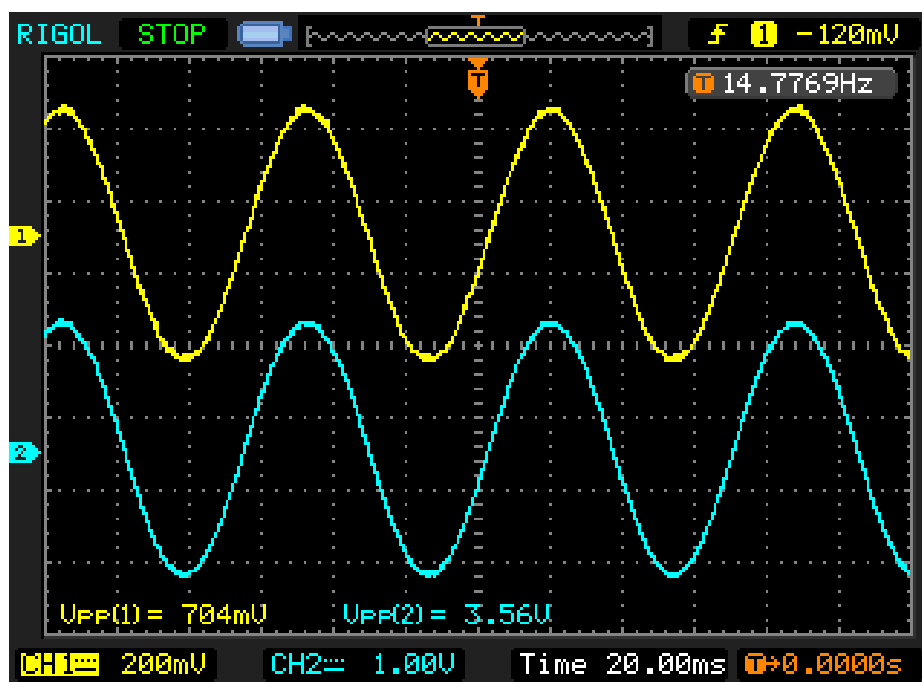 RIGOL STOP T ƒ 1 -120mV
T T 14.7769Hz
1
2
Vpp(1)= 704mV Vpp(2)= 3.56V
CH1 200mV CH2 1.00V Time 20.00ms T→0.0000s